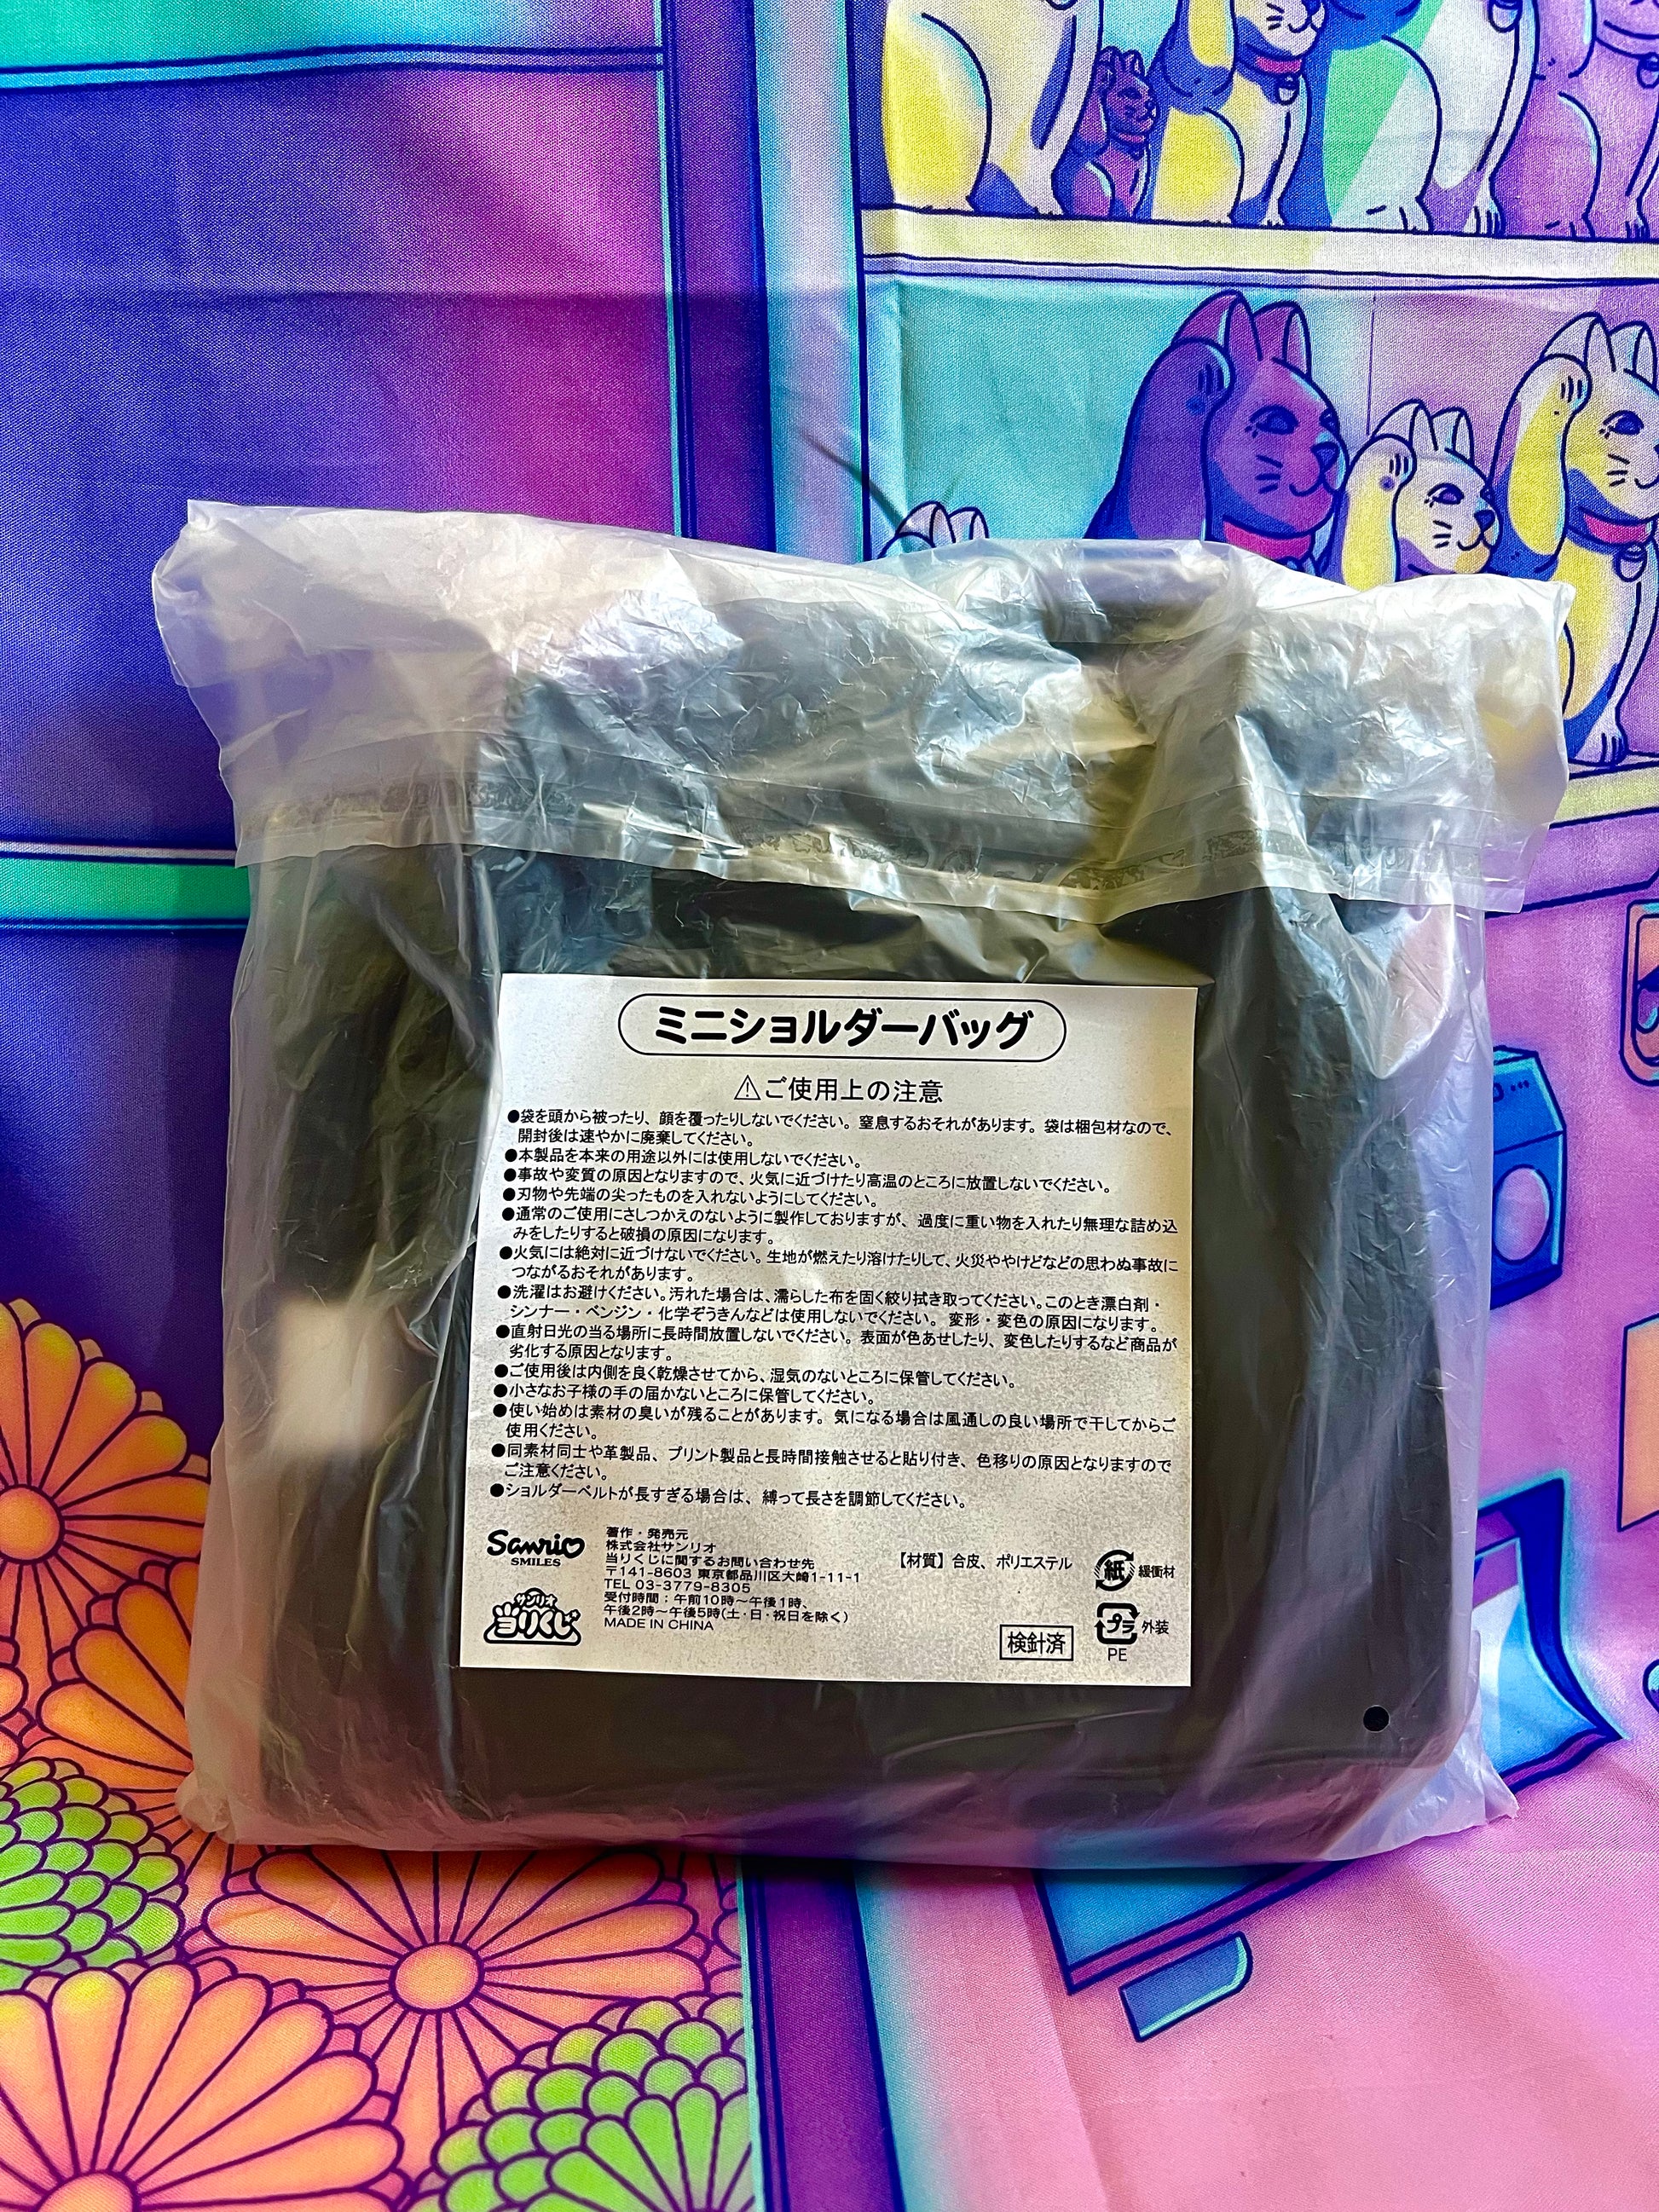 ミニショルダーバッグ
⚠ご使用上の注意
●袋を頭から被ったり、顔を覆ったりしないでください。窒息するおそれがあります。袋は梱包材なので、
開封後は速やかに廃棄してください。
●本製品を本来の用途以外には使用しないでください。
●事故や変質の原因となりますので、火気に近づけたり高温のところに放置しないでください。
●刃物や先端の尖ったものを入れないようにしてください。
●通常のご使用にさしつかえのないように製作しておりますが、過度に重い物を入れたり無理な詰め込
みをしたりすると破損の原因になります。
●火気には絶対に近づけないでください。生地が燃えたり溶けたりして、火災ややけどなどの思わぬ事故に
つながるおそれがあります。
●洗濯はお避けください。汚れた場合は、濡らした布を固く絞り拭き取ってください。このとき漂白剤・
シンナー・ベンジン・化学ぞうきんなどは使用しないでください。変形・変色の原因になります。
●直射日光の当る場所に長時間放置しないでください。表面が色あせしたり、変色したりするなど商品が
劣化する原因となります。
●ご使用後は内側を良く乾燥させてから、湿気のないところに保管してください。
●小さなお子様の手の届かないところに保管してください。
●使い始めは素材の臭いが残ることがあります。気になる場合は風通しの良い場所で干してからご
使用ください。
●同素材同士や革製品、プリント製品と長時間接触させると貼り付き、色移りの原因となりますので
ご注意ください。
●ショルダーベルトが長すぎる場合は、縛って長さを調節してください。
Sanrio
SMILES
サンリオ
当りくじ
著作・発売元
株式会社サンリオ
当りくじに関するお問い合わせ先
〒141-8603 東京都品川区大崎1-11-1
TEL 03-3779-8305
受付時間：午前10時〜午後1時、
午後2時〜午後5時(土・日・祝日を除く)
MADE IN CHINA
【材質】合皮、ポリエステル
検針済
紙 緩衝材
プラ 外装
PE